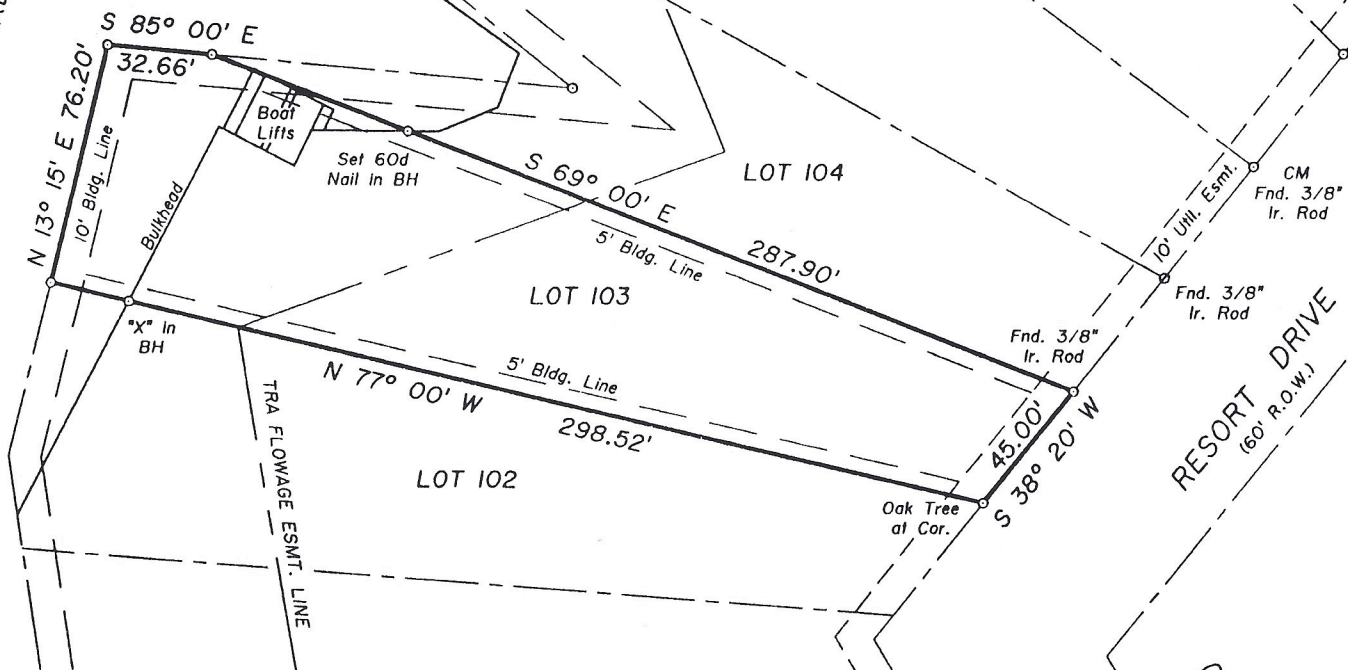 S 85° 00' E
32.66'
N 13° 15' E 76.20'
10' Bldg. Line
Boat
Lifts
Bulkhead
Set 60d
Nail in BH
S 69° 00' E
287.90'
5' Bldg. Line
LOT 104
10' Util. Esmt.
CM
Fnd. 3/8"
Ir. Rod
Fnd. 3/8"
Ir. Rod
LOT 103
Fnd. 3/8"
Ir. Rod
RESORT DRIVE
(60' R.O.W.)
"X" in
BH
5' Bldg. Line
N 77° 00' W
298.52'
45.00'
S 38° 20' W
TRA FLOWAGE ESMT. LINE
LOT 102
Oak Tree
at Cor.